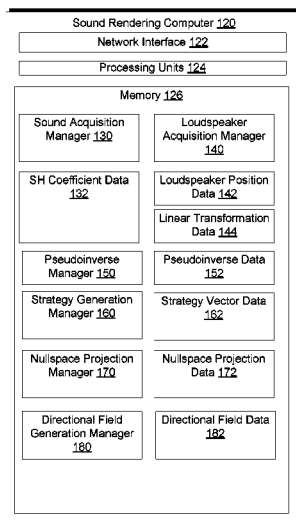 Sound Rendering Computer 120
Network Interface 122
Processing Units 124
Memory 126
Sound Acquisition
Manager 130
Loudspeaker
Acquisition Manager
140
SH Coefficient Data
132
Loudspeaker Position
Data 142
Linear Transformation
Data 144
Pseudoinverse
Manager 150
Pseudoinverse Data
152
Strategy Generation
Manager 160
Strategy Vector Data
162
Nullspace Projection
Manager 170
Nullspace Projection
Data 172
Directional Field
Generation Manager
180
Directional Field Data
182